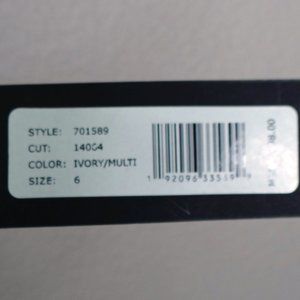 STYLE: 701589
CUT: 14004
COLOR: IVORY/MULTI
SIZE: 6